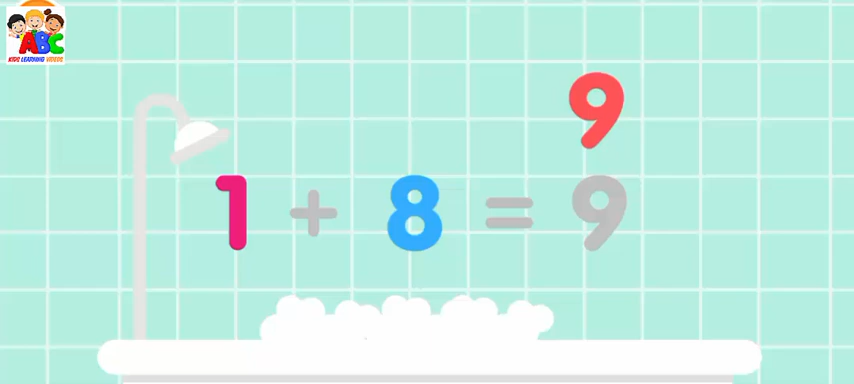 ABC
KIDS LEARNING VIDEOS
9
1 + 8 = 9